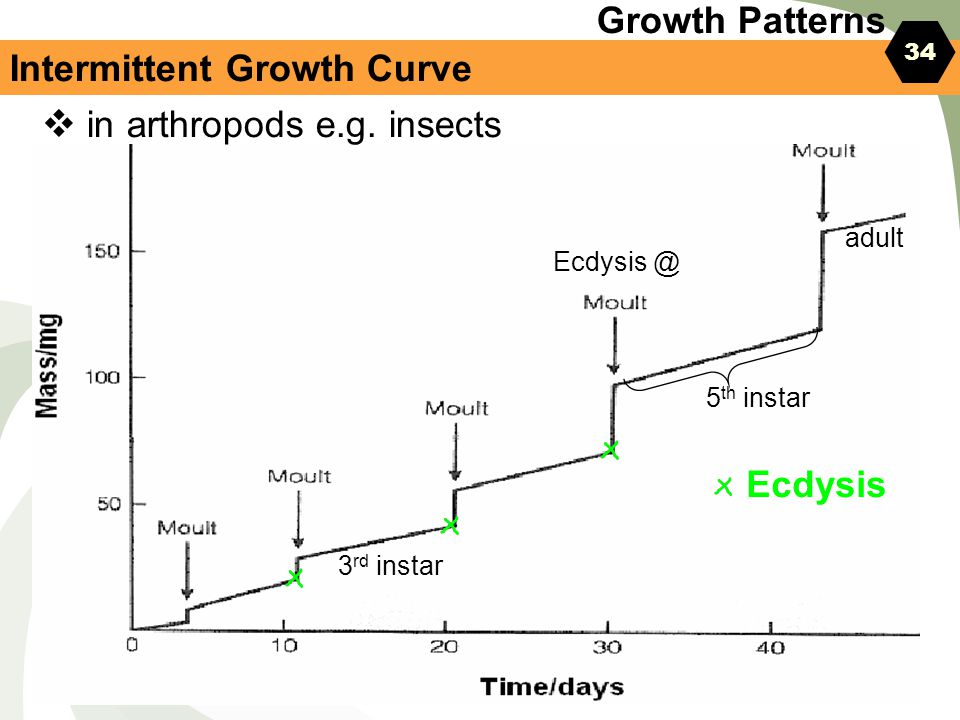 Growth Patterns
34
Intermittent Growth Curve
❖ in arthropods e.g. insects
Moult
150
adult
Ecdysis @
Moult
Mass/mg
100
5th instar
Moult
Moult
x Ecdysis
50
Moult
3rd instar
0 10 20 30 40
Time/days